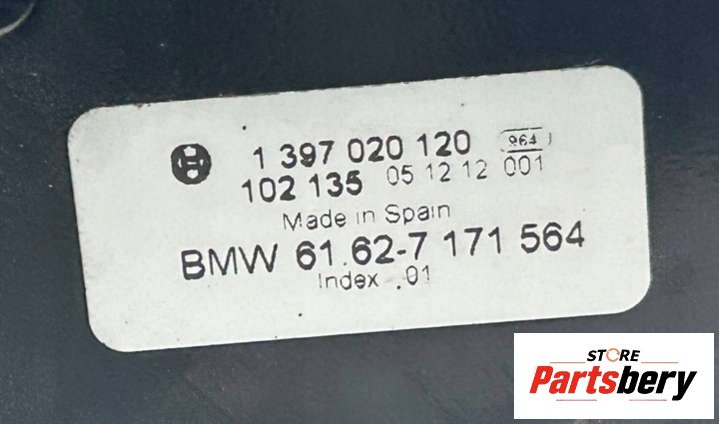 1 397 020 120 964
102 135 05 12 12 001
Made in Spain
BMW 61.62-7 171 564
Index .01
STORE
Partsbery